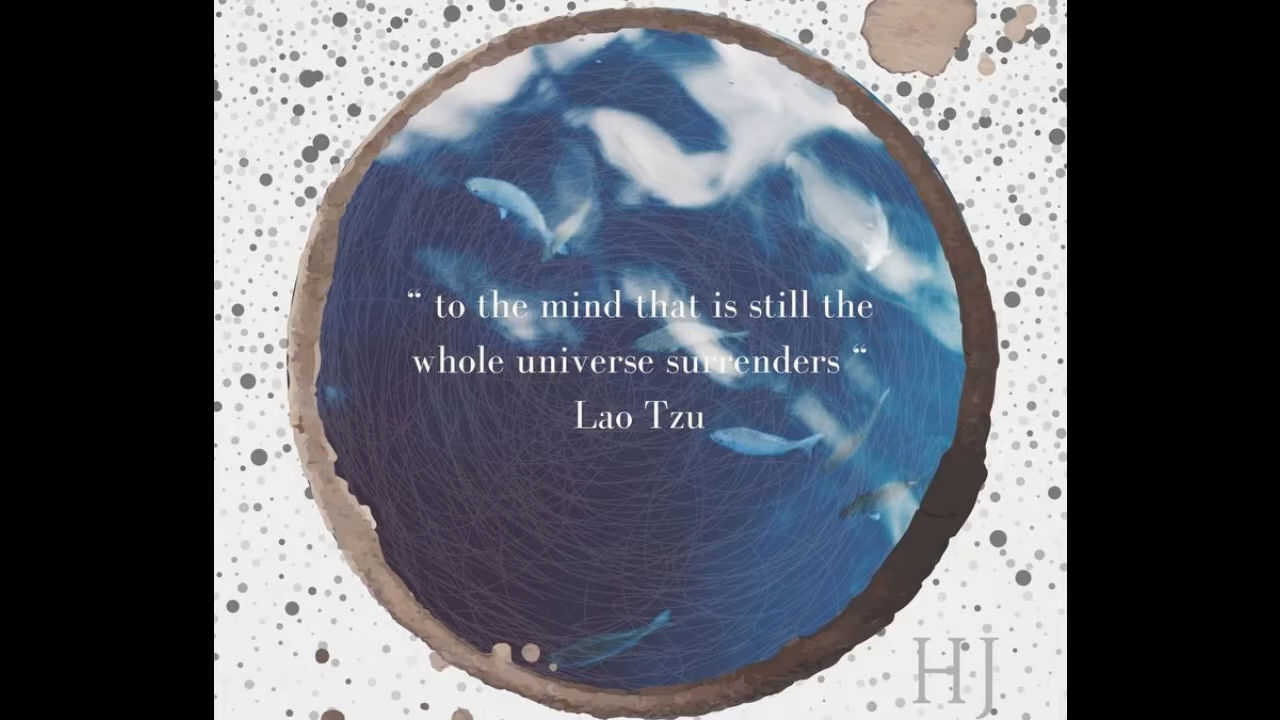 “ to the mind that is still the
whole universe surrenders “
Lao Tzu
HJ